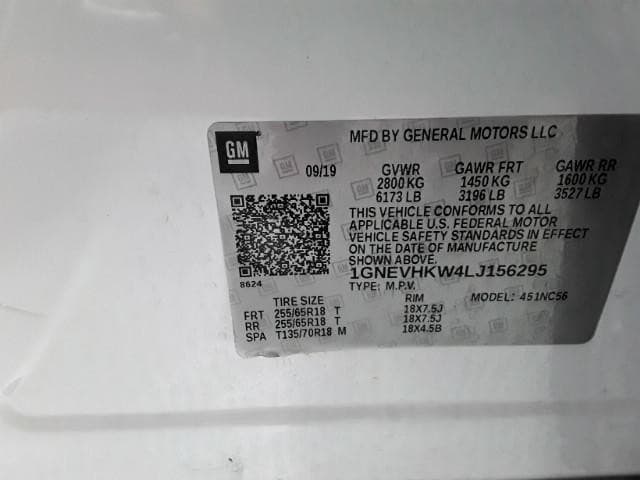 MFD BY GENERAL MOTORS LLC
GM
09/19 GVWR GAWR FRT GAWR RR
2800 KG 1450 KG 1600 KG
6173 LB 3196 LB 3527 LB
THIS VEHICLE CONFORMS TO ALL
APPLICABLE U.S. FEDERAL MOTOR
VEHICLE SAFETY STANDARDS IN EFFECT
ON THE DATE OF MANUFACTURE
SHOWN ABOVE.
1GNEVHKW4LJ156295
8624
TYPE: M.P.V. MODEL: 451NC56
TIRE SIZE RIM
FRT 255/65R18 T 18X7.5J
RR 255/65R18 T 18X7.5J
SPA T135/70R18 M 18X4.5B